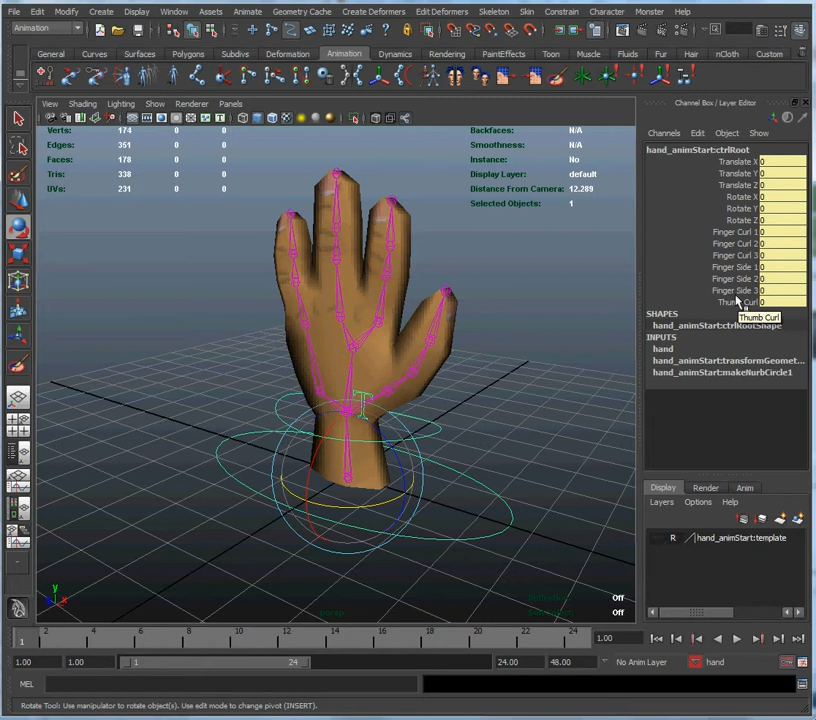 File Edit Modify Create Display Window Assets Animate Geometry Cache Create Deformers Edit Deformers Skeleton Skin Constrain Character Muscle Help
Animation
General Curves Surfaces Polygons Subdivs Deformation Animation Dynamics Rendering PaintEffects Toon Muscle Fluids Fur Hair nCloth Custom
View Shading Lighting Show Renderer Panels
Channel Box / Layer Editor
Channels Edit Object Show
Verts: 174 0 0
Edges: 351 0 0
Faces: 178 0 0
Tris: 338 0 0
UVs: 231 0 0
Backfaces: N/A
Smoothness: N/A
Instance: No
Display Layer: default
Distance From Camera: 12.289
Selected Objects: 1
hand_animStart:ctrlRoot
Translate X 0
Translate Y 0
Translate Z 0
Rotate X 0
Rotate Y 0
Rotate Z 0
Finger Curl 1 0
Finger Curl 2 0
Finger Curl 3 0
Finger Side 1 0
Finger Side 2 0
Finger Side 3 0
Thumb Curl 0
Thumb Curl
SHAPES
hand_animStart:ctrlRootShape
INPUTS
hand
hand_animStart:transformGeomet...
hand_animStart:makeNurbCircle1
T
Display Render Anim
Layers Options Help
R hand_animStart:template
Off
Off
persp
y
z x
1 2 4 6 8 10 12 14 16 18 20 22 24 1.00
1.00 1.00 1 24 24.00 48.00 No Anim Layer hand
MEL
Rotate Tool: Use manipulator to rotate object(s). Use edit mode to change pivot (INSERT).